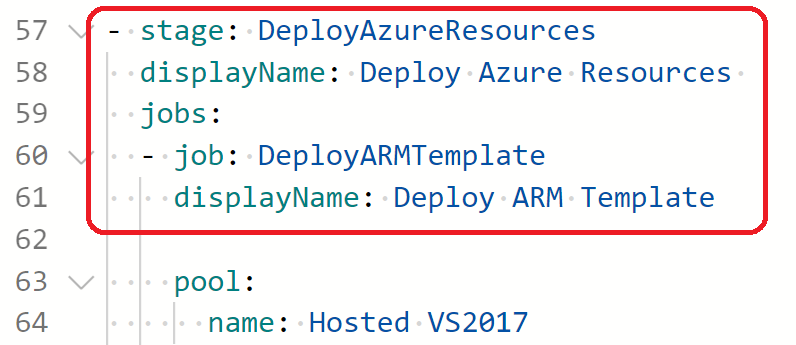 57 - stage: DeployAzureResources
58 displayName: Deploy Azure Resources
59 jobs:
60 - job: DeployARMTemplate
61 displayName: Deploy ARM Template
62
63 pool:
64 name: Hosted VS2017